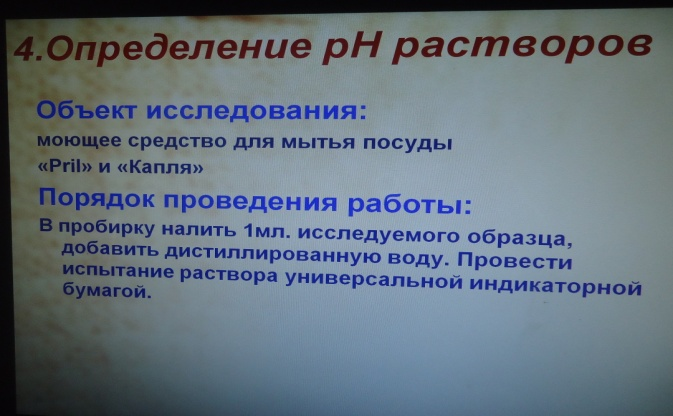 4.Определение рН растворов
Объект исследования:
моющее средство для мытья посуды
«Pril» и «Капля»
Порядок проведения работы:
В пробирку налить 1мл. исследуемого образца,
добавить дистиллированную воду. Провести
испытание раствора универсальной индикаторной
бумагой.